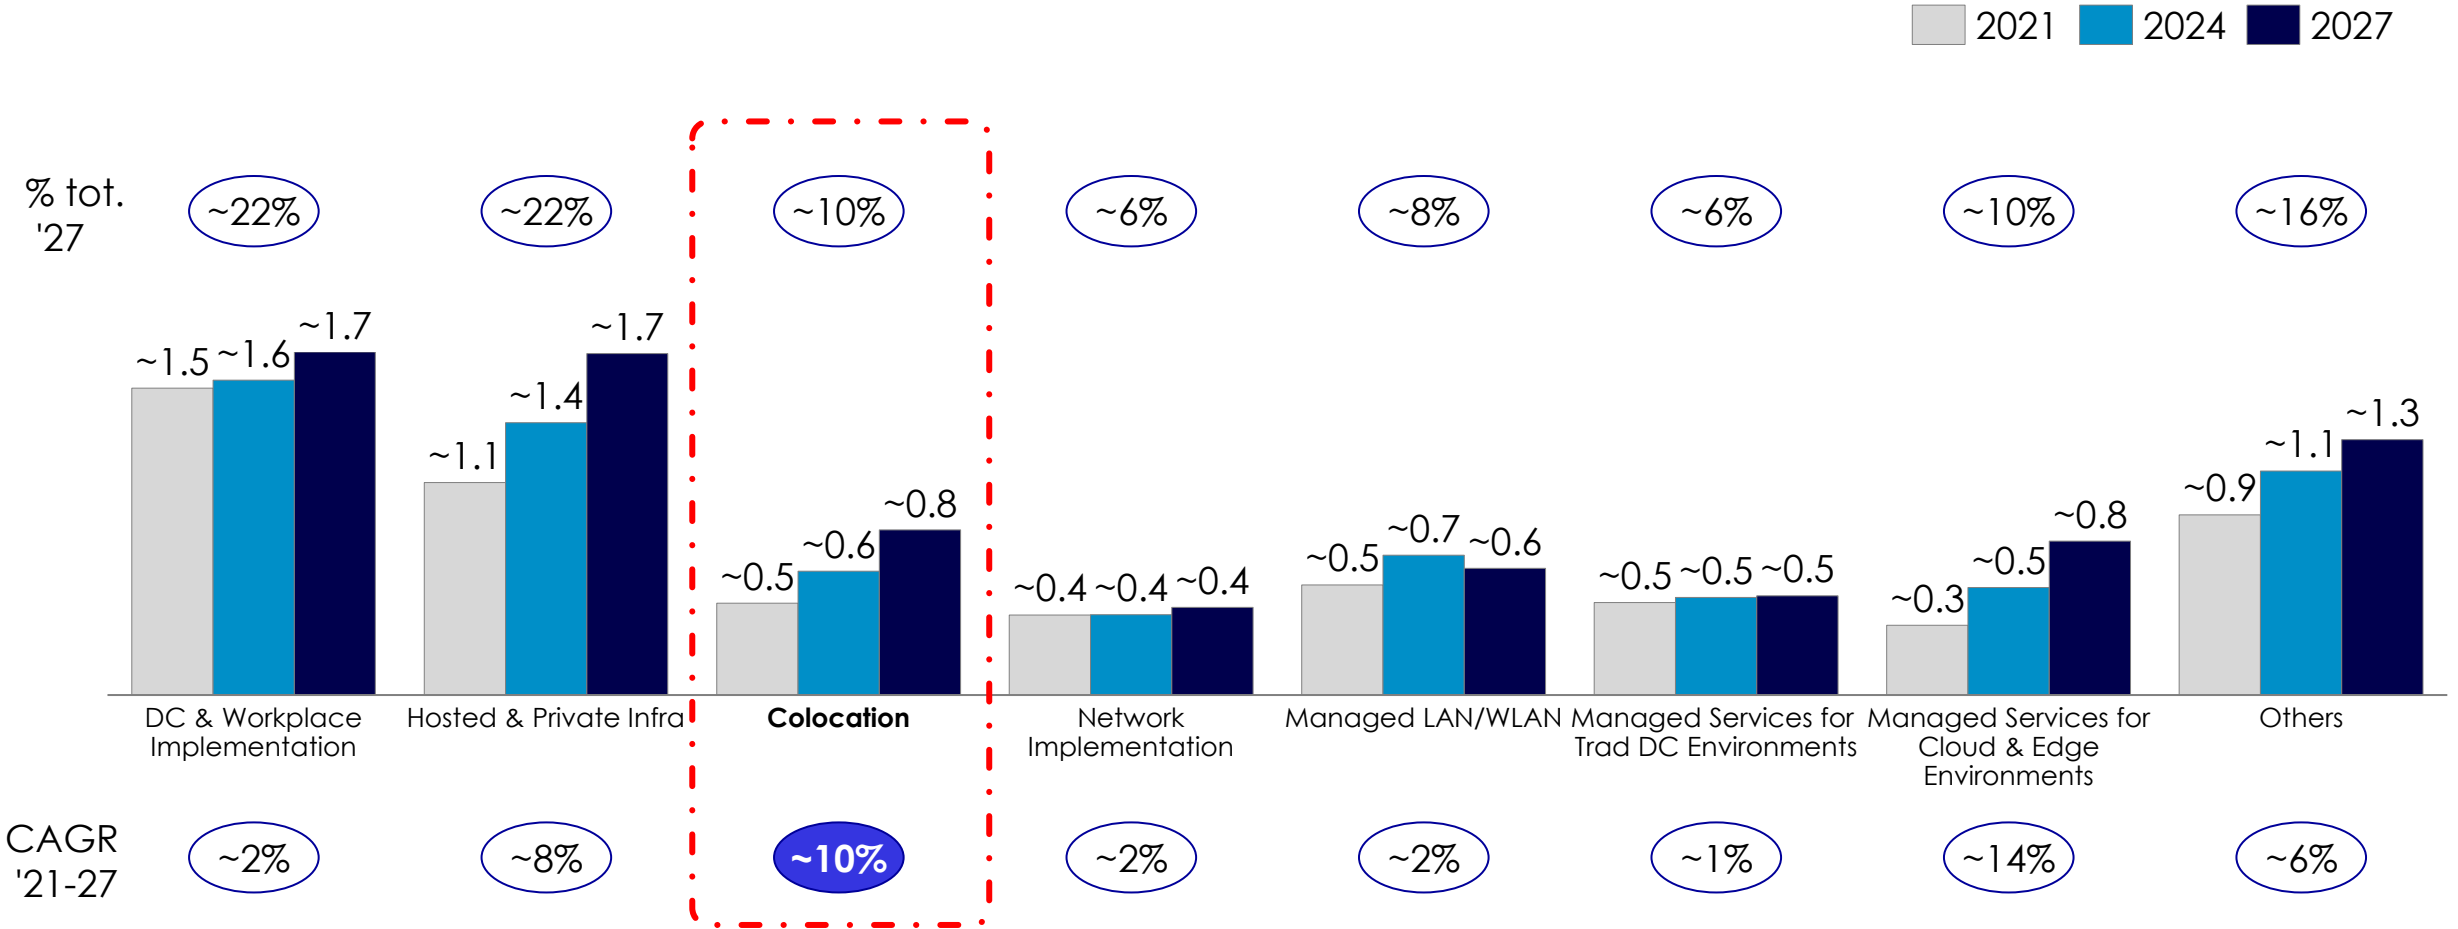 2021 2024 2027
% tot. ~22% ~22% ~10% ~6% ~8% ~6% ~10% ~16%
'27
~1.5 ~1.6 ~1.7 ~1.1 ~1.4 ~1.7 ~0.5 ~0.6 ~0.8 ~0.4 ~0.4 ~0.4 ~0.5 ~0.7 ~0.6 ~0.5 ~0.5 ~0.5 ~0.3 ~0.5 ~0.8 ~0.9 ~1.1 ~1.3
DC & Workplace
Implementation
Hosted & Private Infra
Colocation
Network
Implementation
Managed LAN/WLAN
Managed Services for
Trad DC Environments
Managed Services for
Cloud & Edge
Environments
Others
CAGR ~2% ~8% ~10% ~2% ~2% ~1% ~14% ~6%
'21-27